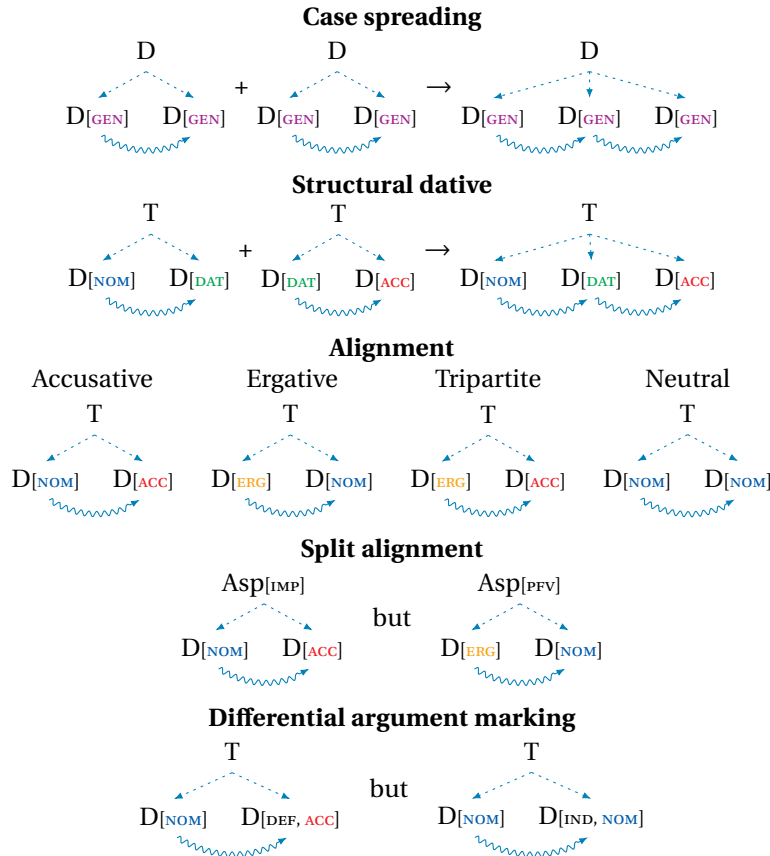 Case spreading
D D D
+ →
D[GEN] D[GEN] D[GEN] D[GEN] D[GEN] D[GEN] D[GEN]
Structural dative
T T T
+ →
D[NOM] D[DAT] D[DAT] D[ACC] D[NOM] D[DAT] D[ACC]
Alignment
Accusative Ergative Tripartite Neutral
T T T T
D[NOM] D[ACC] D[ERG] D[NOM] D[ERG] D[ACC] D[NOM] D[NOM]
Split alignment
Asp[IMP] Asp[PFV]
but
D[NOM] D[ACC] D[ERG] D[NOM]
Differential argument marking
T T
but
D[NOM] D[DEF, ACC] D[NOM] D[IND, NOM]